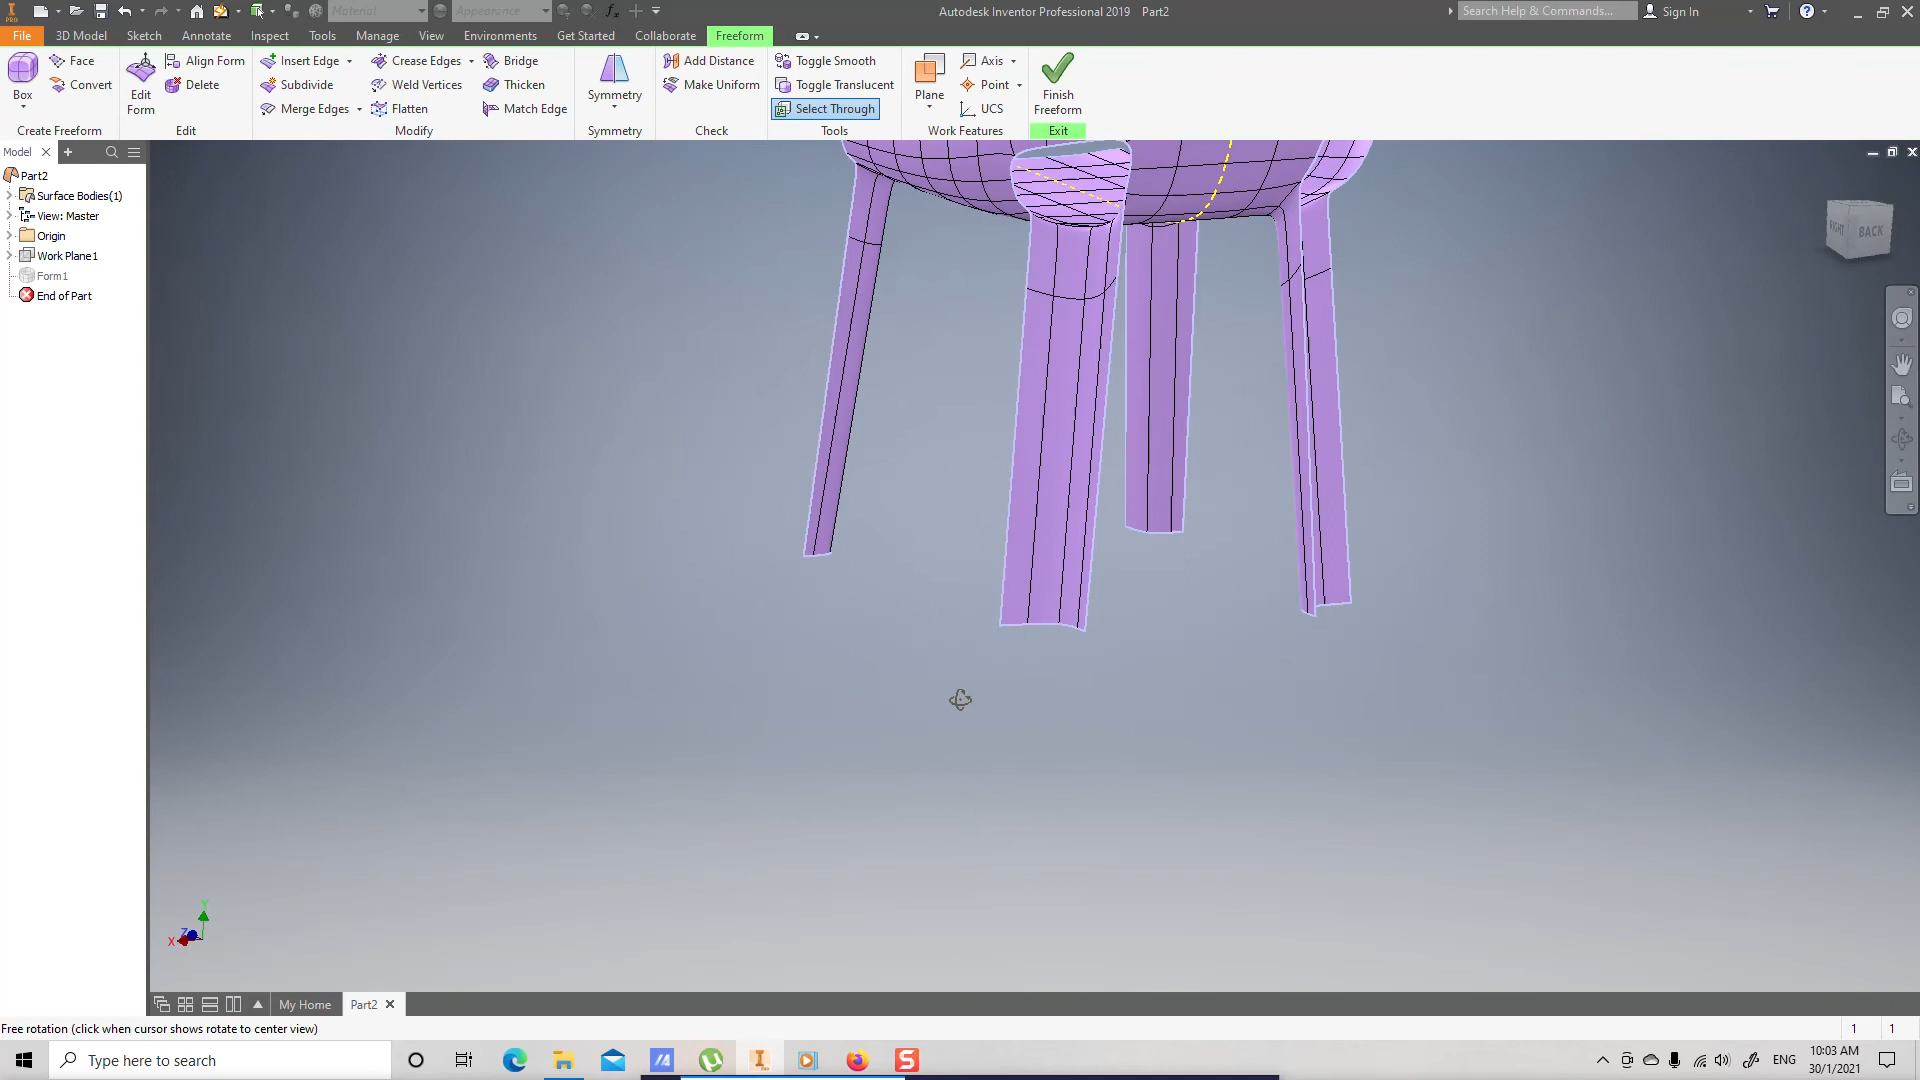 PRO
Material
Appearance
Autodesk Inventor Professional 2019   Part2
Search Help & Commands...
Sign In
File
3D Model
Sketch
Annotate
Inspect
Tools
Manage
View
Environments
Get Started
Collaborate
Freeform
Box
Face
Convert
Create Freeform
Edit
Form
Align Form
Delete
Edit
Insert Edge
Subdivide
Merge Edges
Crease Edges
Weld Vertices
Flatten
Bridge
Thicken
Match Edge
Modify
Symmetry
Symmetry
Add Distance
Make Uniform
Check
Toggle Smooth
Toggle Translucent
Select Through
Tools
Plane
Axis
Point
UCS
Work Features
Finish
Freeform
Exit
Model
Part2
Surface Bodies(1)
View: Master
Origin
Work Plane1
Form1
End of Part
RIGHT
BACK
Y
Z
X
My Home
Part2
Free rotation (click when cursor shows rotate to center view)
1
1
Type here to search
ENG
10:03 AM
30/1/2021